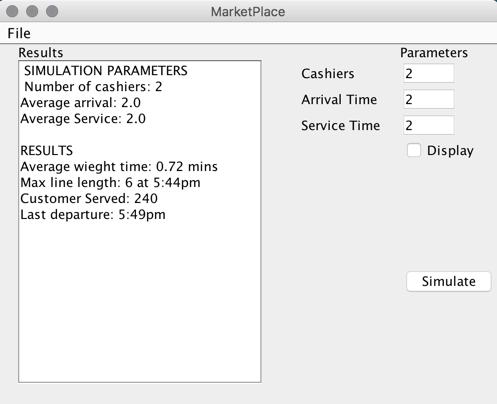 MarketPlace
File
Results
Parameters
SIMULATION PARAMETERS
Number of cashiers: 2
Average arrival: 2.0
Average Service: 2.0
RESULTS
Average wieght time: 0.72 mins
Max line length: 6 at 5:44pm
Customer Served: 240
Last departure: 5:49pm
Cashiers 2
Arrival Time 2
Service Time 2
Display
Simulate